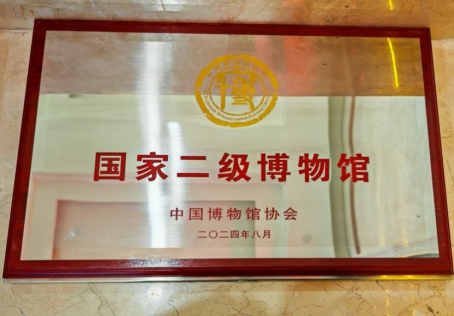 国家二级博物馆
中国博物馆协会
二〇二四年八月